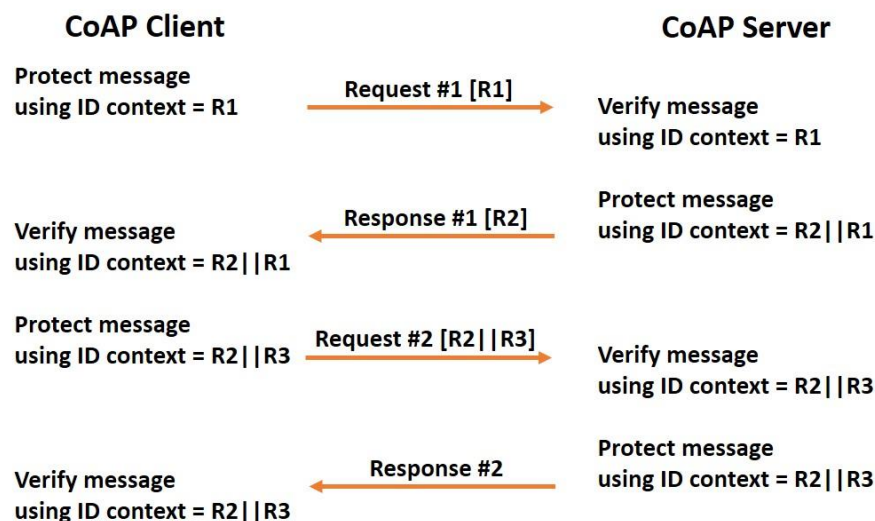 CoAP Client
CoAP Server
Protect message
using ID context = R1
Request #1 [R1]
Verify message
using ID context = R1
Protect message
using ID context = R2||R1
Response #1 [R2]
Verify message
using ID context = R2||R1
Protect message
using ID context = R2||R3
Request #2 [R2||R3]
Verify message
using ID context = R2||R3
Protect message
using ID context = R2||R3
Response #2
Verify message
using ID context = R2||R3